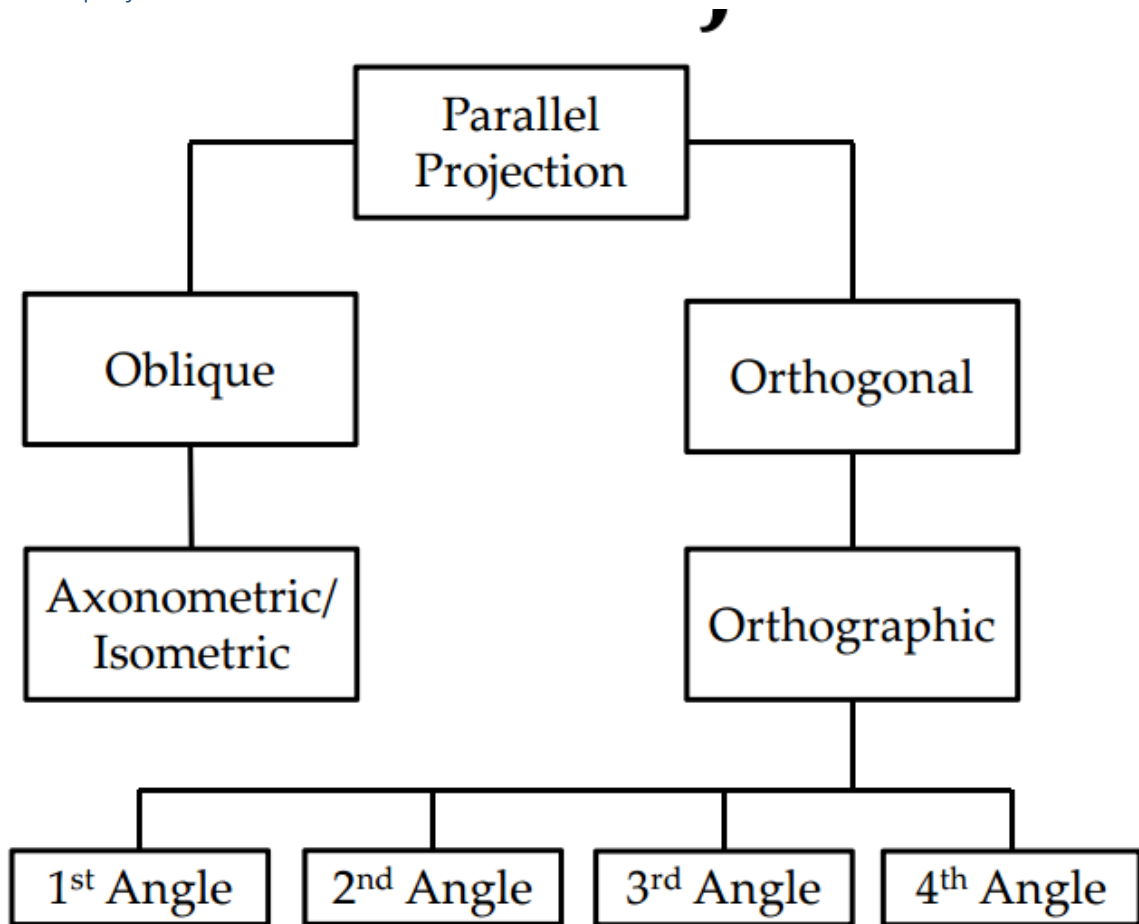 Parallel
Projection
Oblique
Orthogonal
Axonometric/
Isometric
Orthographic
1st Angle
2nd Angle
3rd Angle
4th Angle